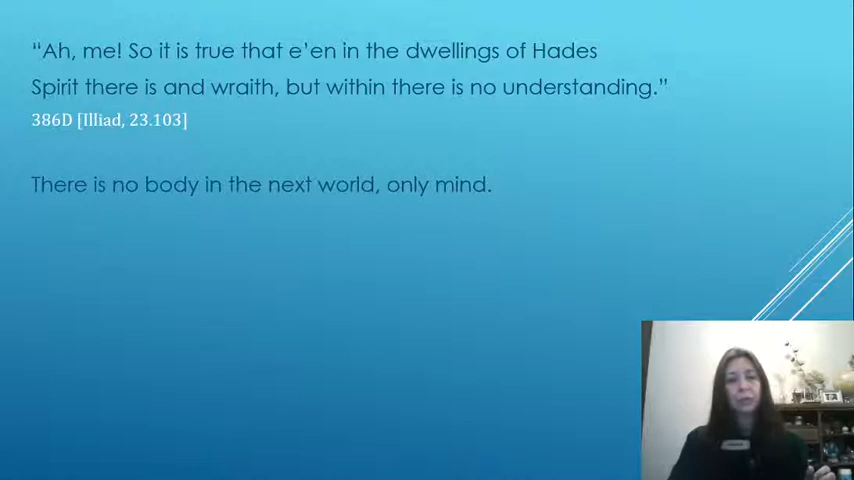 “Ah, me! So it is true that e’en in the dwellings of Hades
Spirit there is and wraith, but within there is no understanding.”
386D [Illiad, 23.103]
There is no body in the next world, only mind.